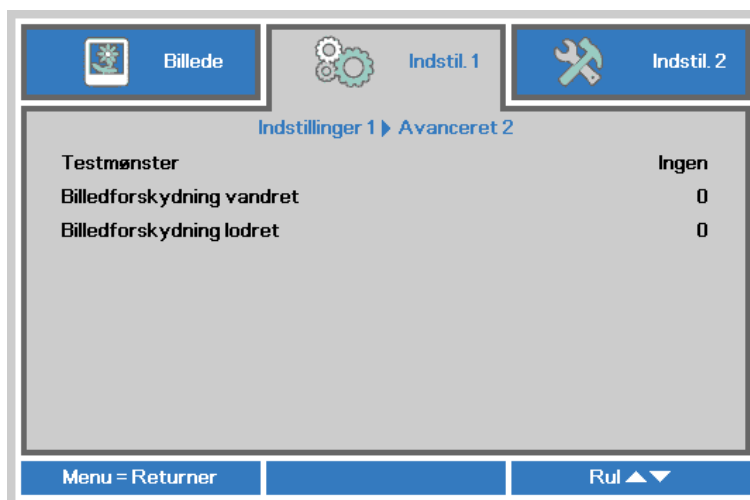 Billede
Indstil. 1
Indstil. 2
Indstillinger 1 Avanceret 2
Testmønster Ingen
Billedforskydning vandret 0
Billedforskydning lodret 0
Menu = Returner
Rul